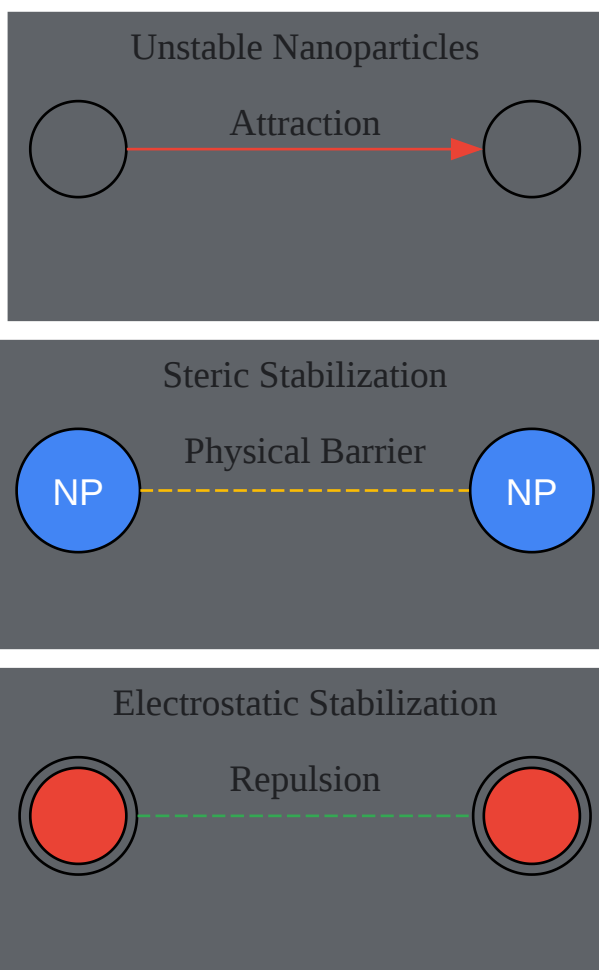 Unstable Nanoparticles
Attraction
Steric Stabilization
Physical Barrier
NP
NP
Electrostatic Stabilization
Repulsion